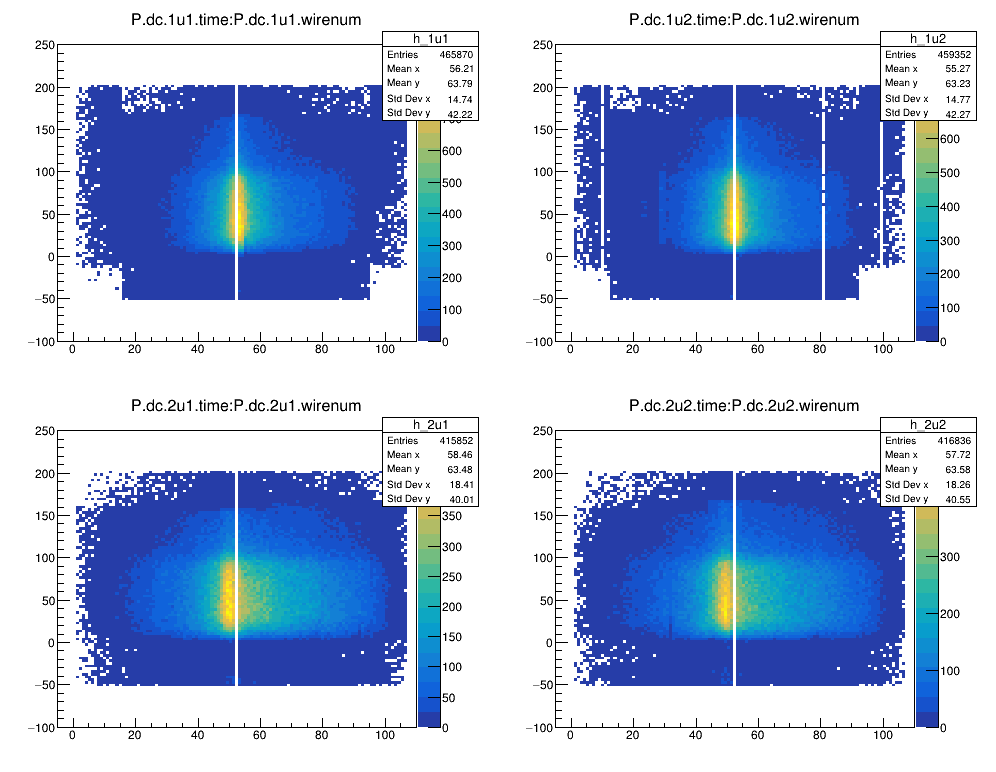 P.dc.1u1.time:P.dc.1u1.wirenum
h_1u1
Entries 465870
Mean x 56.21
Mean y 63.79
Std Dev x 14.74
Std Dev y 42.22
250
200
150
100
50
0
−50
−100
0 20 40 60 80 100
600
500
400
300
200
100
0
P.dc.1u2.time:P.dc.1u2.wirenum
h_1u2
Entries 459352
Mean x 55.27
Mean y 63.23
Std Dev x 14.77
Std Dev y 42.27
250
200
150
100
50
0
−50
−100
0 20 40 60 80 100
600
500
400
300
200
100
0
P.dc.2u1.time:P.dc.2u1.wirenum
h_2u1
Entries 415852
Mean x 58.46
Mean y 63.48
Std Dev x 18.41
Std Dev y 40.01
250
200
150
100
50
0
−50
−100
0 20 40 60 80 100
350
300
250
200
150
100
50
0
P.dc.2u2.time:P.dc.2u2.wirenum
h_2u2
Entries 416836
Mean x 57.72
Mean y 63.58
Std Dev x 18.26
Std Dev y 40.55
250
200
150
100
50
0
−50
−100
0 20 40 60 80 100
300
200
100
0